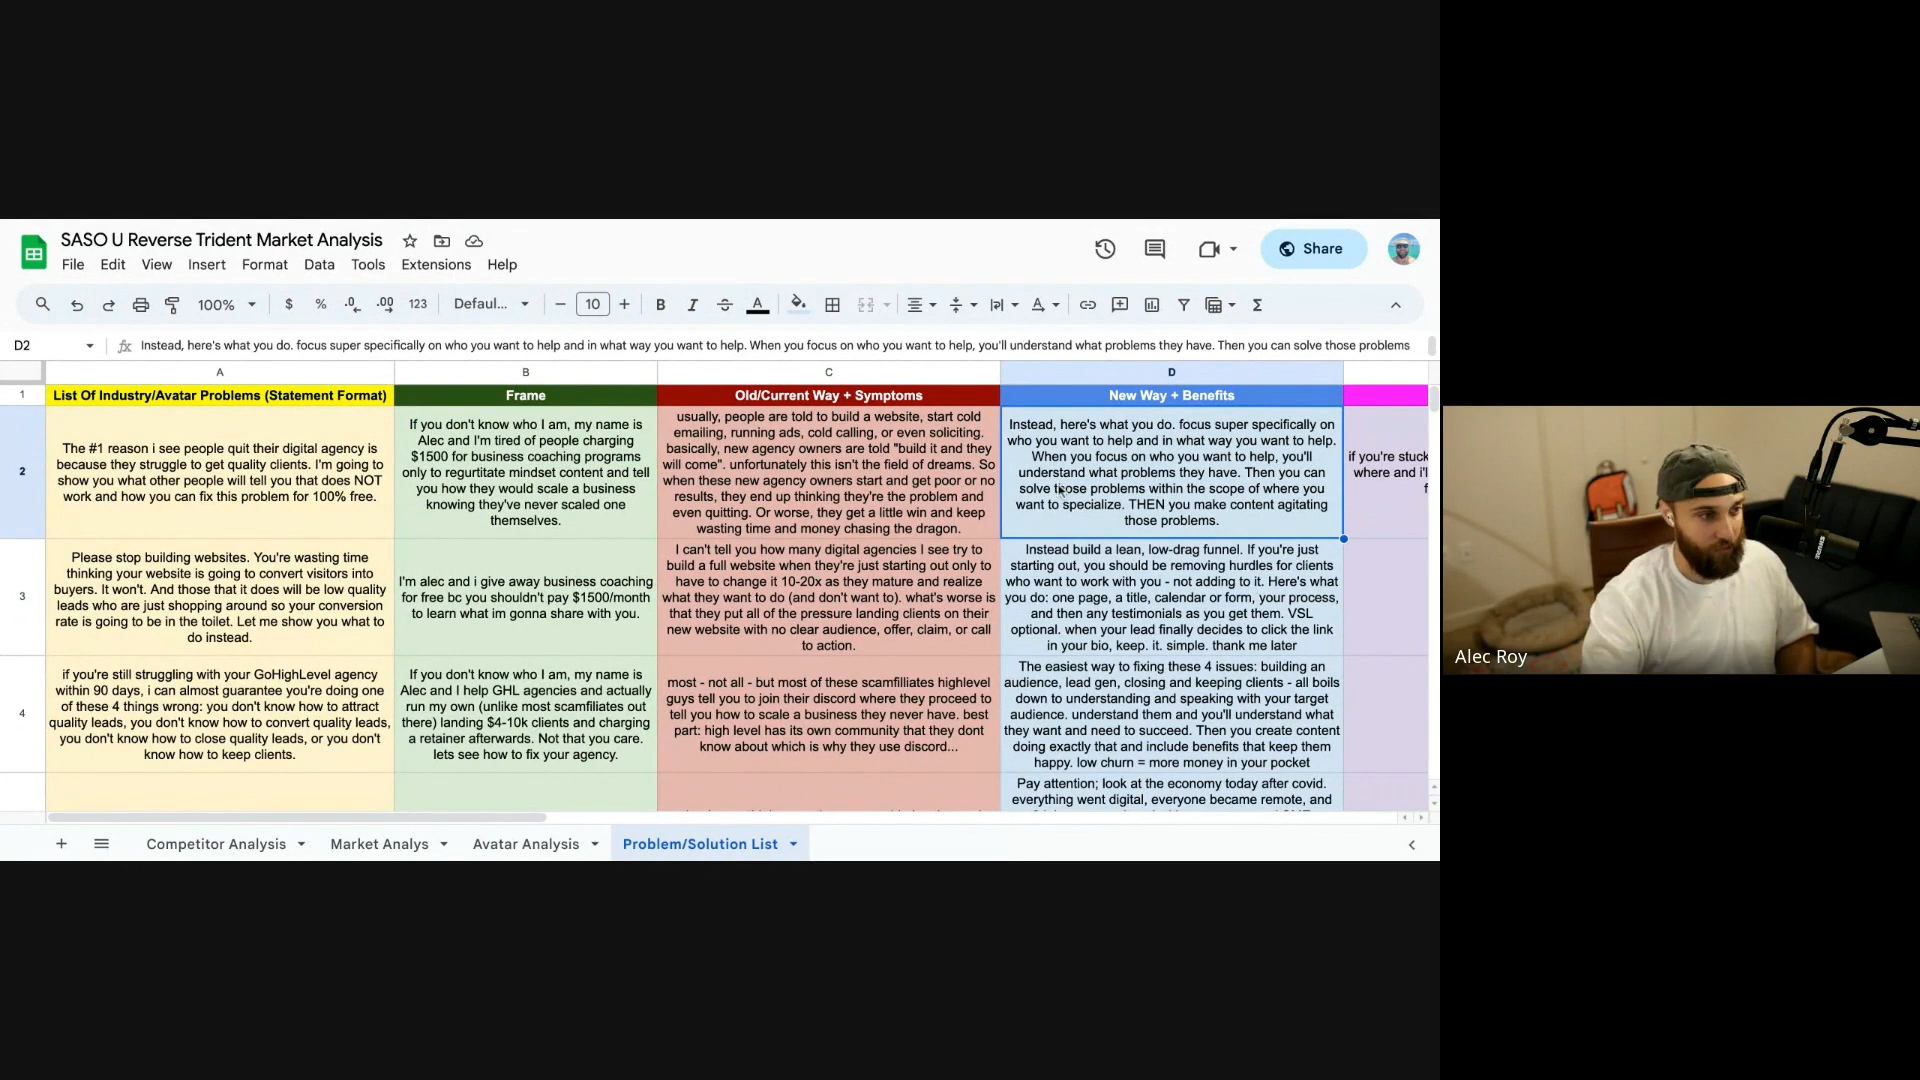 SASO U Reverse Trident Market Analysis
File Edit View Insert Format Data Tools Extensions Help
Share
100% $ % .0 .00 123 Defaul... 10 B I A Σ
D2
fx Instead, here's what you do. focus super specifically on who you want to help and in what way you want to help. When you focus on who you want to help, you'll understand what problems they have. Then you can solve those problems
A B C D
1
List Of Industry/Avatar Problems (Statement Format)
Frame
Old/Current Way + Symptoms
New Way + Benefits
2
The #1 reason i see people quit their digital agency is
because they struggle to get quality clients. I'm going to
show you what other people will tell you that does NOT
work and how you can fix this problem for 100% free.
If you don't know who I am, my name is
Alec and I'm tired of people charging
$1500 for business coaching programs
only to regurtitate mindset content and tell
you how they would scale a business
knowing they've never scaled one
themselves.
usually, people are told to build a website, start cold
emailing, running ads, cold calling, or even soliciting.
basically, new agency owners are told "build it and they
will come". unfortunately this isn't the field of dreams. So
when these new agency owners start and get poor or no
results, they end up thinking they're the problem and
even quitting. Or worse, they get a little win and keep
wasting time and money chasing the dragon.
Instead, here's what you do. focus super specifically on
who you want to help and in what way you want to help.
When you focus on who you want to help, you'll
understand what problems they have. Then you can
solve those problems within the scope of where you
want to specialize. THEN you make content agitating
those problems.
if you're stuck
where and i'l
f
3
Please stop building websites. You're wasting time
thinking your website is going to convert visitors into
buyers. It won't. And those that it does will be low quality
leads who are just shopping around so your conversion
rate is going to be in the toilet. Let me show you what to
do instead.
I'm alec and i give away business coaching
for free bc you shouldn't pay $1500/month
to learn what im gonna share with you.
I can't tell you how many digital agencies I see try to
build a full website when they're just starting out only to
have to change it 10-20x as they mature and realize
what they want to do (and don't want to). what's worse is
that they put all of the pressure landing clients on their
new website with no clear audience, offer, claim, or call
to action.
Instead build a lean, low-drag funnel. If you're just
starting out, you should be removing hurdles for clients
who want to work with you - not adding to it. Here's what
you do: one page, a title, calendar or form, your process,
and then any testimonials as you get them. VSL
optional. when your lead finally decides to click the link
in your bio, keep. it. simple. thank me later
4
if you're still struggling with your GoHighLevel agency
within 90 days, i can almost guarantee you're doing one
of these 4 things wrong: you don't know how to attract
quality leads, you don't know how to convert quality leads,
you don't know how to close quality leads, or you don't
know how to keep clients.
If you don't know who I am, my name is
Alec and I help GHL agencies and actually
run my own (unlike most scamfiliates out
there) landing $4-10k clients and charging
a retainer afterwards. Not that you care.
lets see how to fix your agency.
most - not all - but most of these scamfilliates highlevel
guys tell you to join their discord where they proceed to
tell you how to scale a business they never have. best
part: high level has its own community that they dont
know about which is why they use discord...
The easiest way to fixing these 4 issues: building an
audience, lead gen, closing and keeping clients - all boils
down to understanding and speaking with your target
audience. understand them and you'll understand what
they want and need to succeed. Then you create content
doing exactly that and include benefits that keep them
happy. low churn = more money in your pocket
Pay attention; look at the economy today after covid.
everything went digital, everyone became remote, and
Competitor Analysis Market Analys Avatar Analysis Problem/Solution List
Alec Roy
SHURE